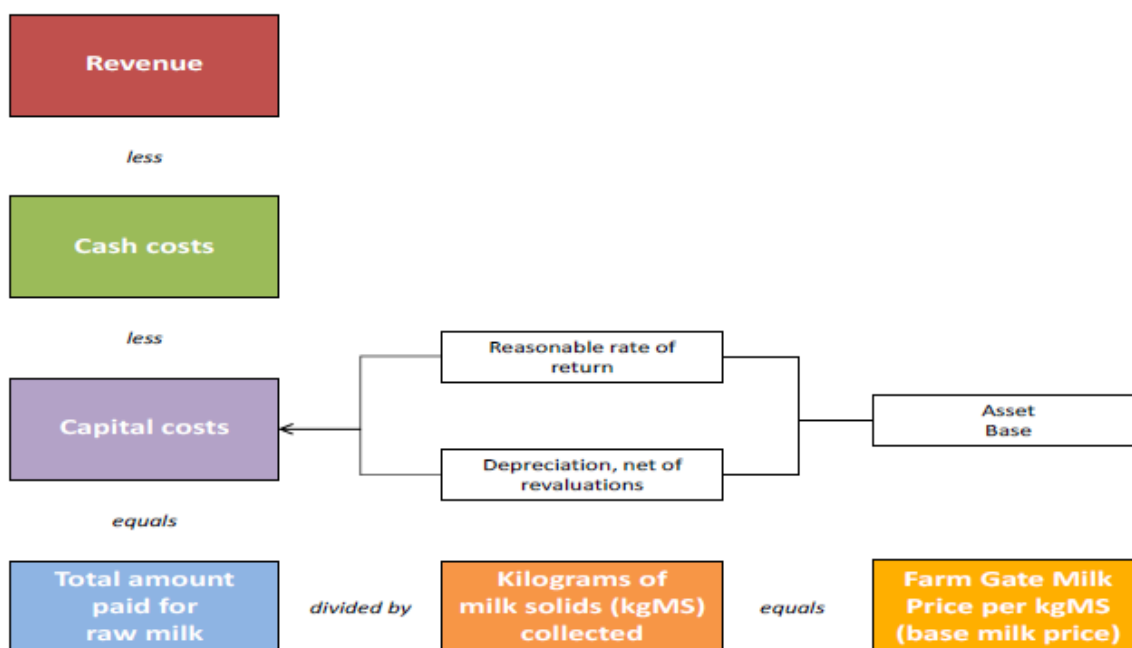 Revenue
less
Cash costs
less
Reasonable rate of
return
Capital costs
Asset
Base
Depreciation, net of
revaluations
equals
Total amount
paid for
raw milk
divided by
Kilograms of
milk solids (kgMS)
collected
equals
Farm Gate Milk
Price per kgMS
(base milk price)